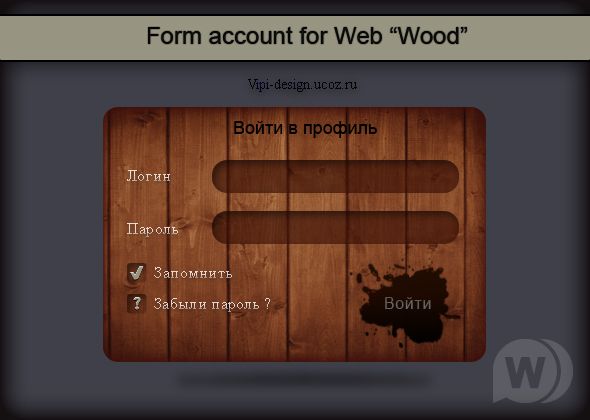 Form account for Web “Wood”
Vipi-design.ucoz.ru
Войти в профиль
Логин
Пароль
Запомнить
? Забыли пароль ?
Войти
W